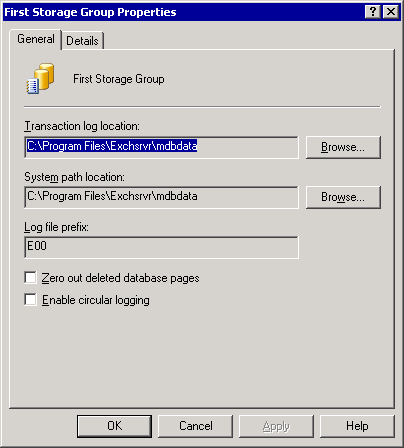 First Storage Group Properties
General
Details
First Storage Group
Transaction log location:
C:\Program Files\Exchsrvr\mdbdata
Browse...
System path location:
C:\Program Files\Exchsrvr\mdbdata
Browse...
Log file prefix:
E00
Zero out deleted database pages
Enable circular logging
OK
Cancel
Apply
Help